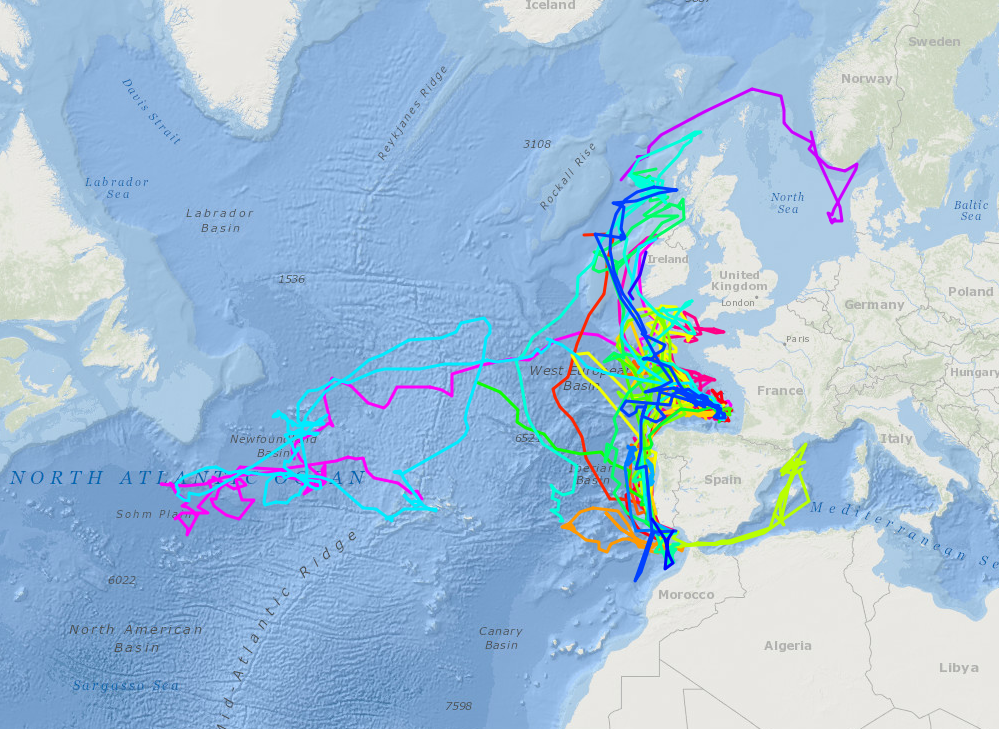 Iceland
Sweden
Norway
Davis Strait
Reykjanes Ridge
3108
Rockall Rise
Labrador
Sea
North
Sea
Baltic
Sea
Labrador
Basin
Ireland
United
Kingdom
London
1536
Poland
Germany
Paris
West European
Basin
France
Hungary
Newfoundland
Basin
Italy
NORTH ATLANTIC OCEAN
Iberian
Basin
Spain
Sohm Plain
Mediterranean Se
6022
Mid-Atlantic Ridge
Morocco
North American
Basin
Canary
Basin
Algeria
Libya
Sargasso Sea
7598